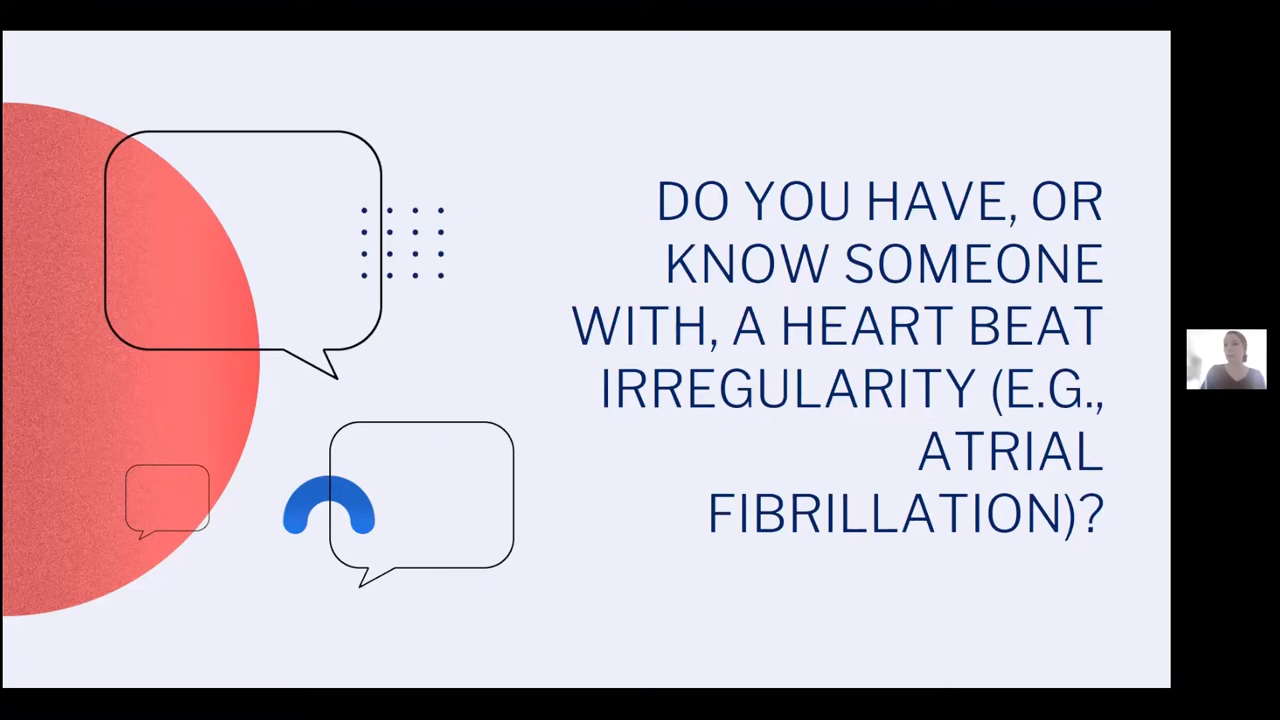 DO YOU HAVE, OR
KNOW SOMEONE
WITH, A HEART BEAT
IRREGULARITY (E.G.,
ATRIAL
FIBRILLATION)?